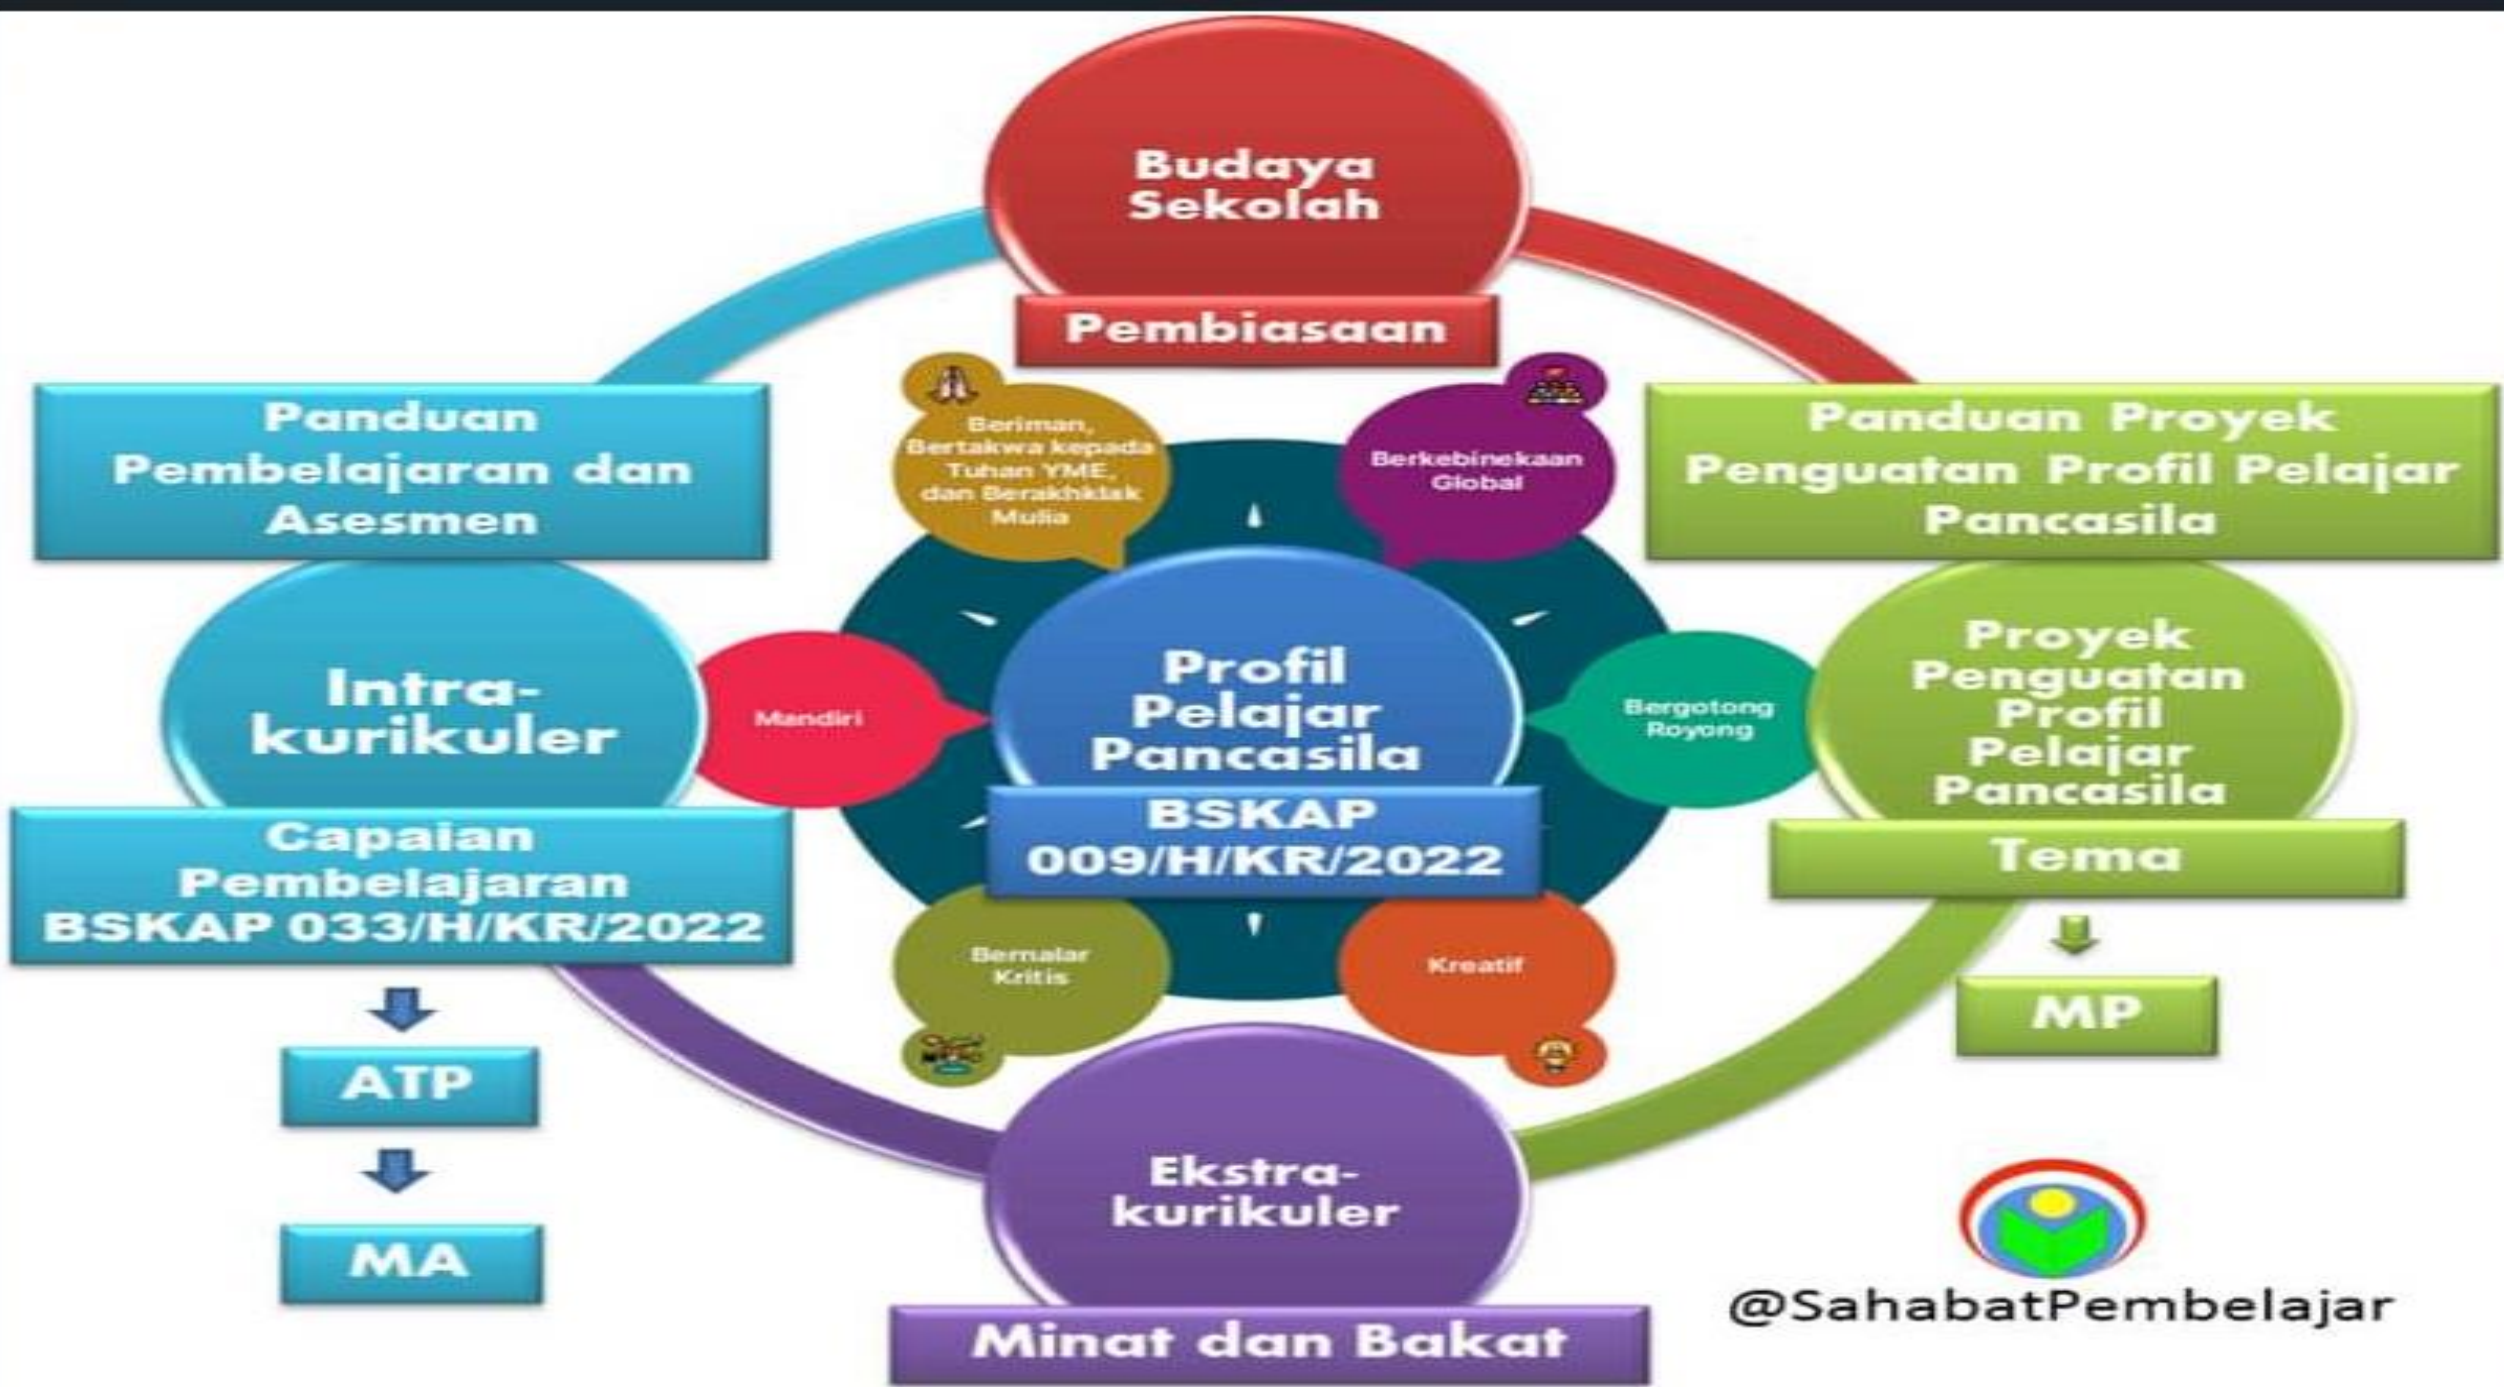 Budaya
Sekolah
Pembiasaan
Panduan
Pembelajaran dan
Asesmen
Beriman,
Bertakwa kepada
Tuhan YME,
dan Berakhklak
Mulia
Berkebinekaan
Global
Panduan Proyek
Penguatan Profil Pelajar
Pancasila
Intra-
kurikuler
Mandiri
Profil
Pelajar
Pancasila
BSKAP
009/H/KR/2022
Bergotong
Royong
Proyek
Penguatan
Profil
Pelajar
Pancasila
Capaian
Pembelajaran
BSKAP 033/H/KR/2022
Tema
Bernalar
Kritis
Kreatif
ATP
MP
MA
Ekstra-
kurikuler
Minat dan Bakat
@SahabatPembelajar